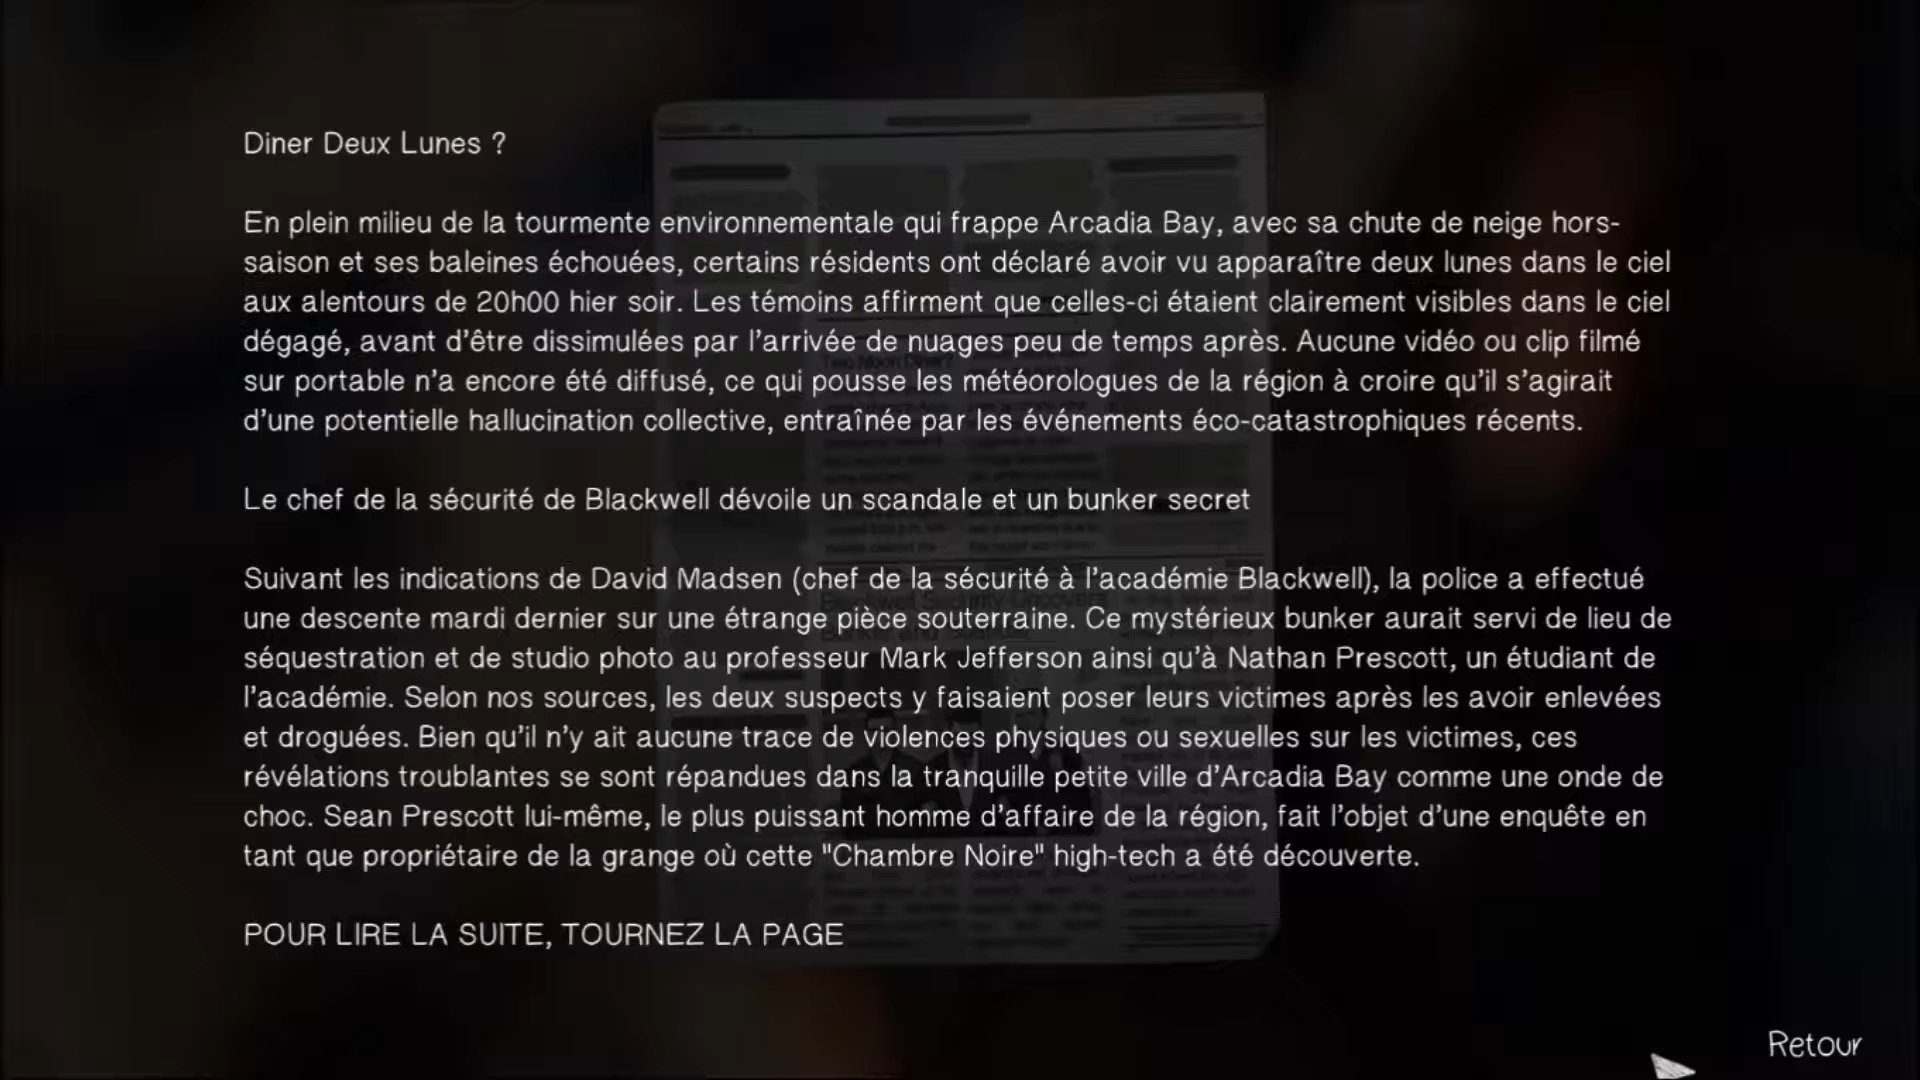 Diner Deux Lunes ?
En plein milieu de la tourmente environnementale qui frappe Arcadia Bay, avec sa chute de neige hors-
saison et ses baleines échouées, certains résidents ont déclaré avoir vu apparaître deux lunes dans le ciel
aux alentours de 20h00 hier soir. Les témoins affirment que celles-ci étaient clairement visibles dans le ciel
dégagé, avant d'être dissimulées par l'arrivée de nuages peu de temps après. Aucune vidéo ou clip filmé
sur portable n'a encore été diffusé, ce qui pousse les météorologues de la région à croire qu'il s'agirait
d'une potentielle hallucination collective, entraînée par les événements éco-catastrophiques récents.
Le chef de la sécurité de Blackwell dévoile un scandale et un bunker secret
Suivant les indications de David Madsen (chef de la sécurité à l'académie Blackwell), la police a effectué
une descente mardi dernier sur une étrange pièce souterraine. Ce mystérieux bunker aurait servi de lieu de
séquestration et de studio photo au professeur Mark Jefferson ainsi qu'à Nathan Prescott, un étudiant de
l'académie. Selon nos sources, les deux suspects y faisaient poser leurs victimes après les avoir enlevées
et droguées. Bien qu'il n'y ait aucune trace de violences physiques ou sexuelles sur les victimes, ces
révélations troublantes se sont répandues dans la tranquille petite ville d'Arcadia Bay comme une onde de
choc. Sean Prescott lui-même, le plus puissant homme d'affaire de la région, fait l'objet d'une enquête en
tant que propriétaire de la grange où cette "Chambre Noire" high-tech a été découverte.
POUR LIRE LA SUITE, TOURNEZ LA PAGE
Retour